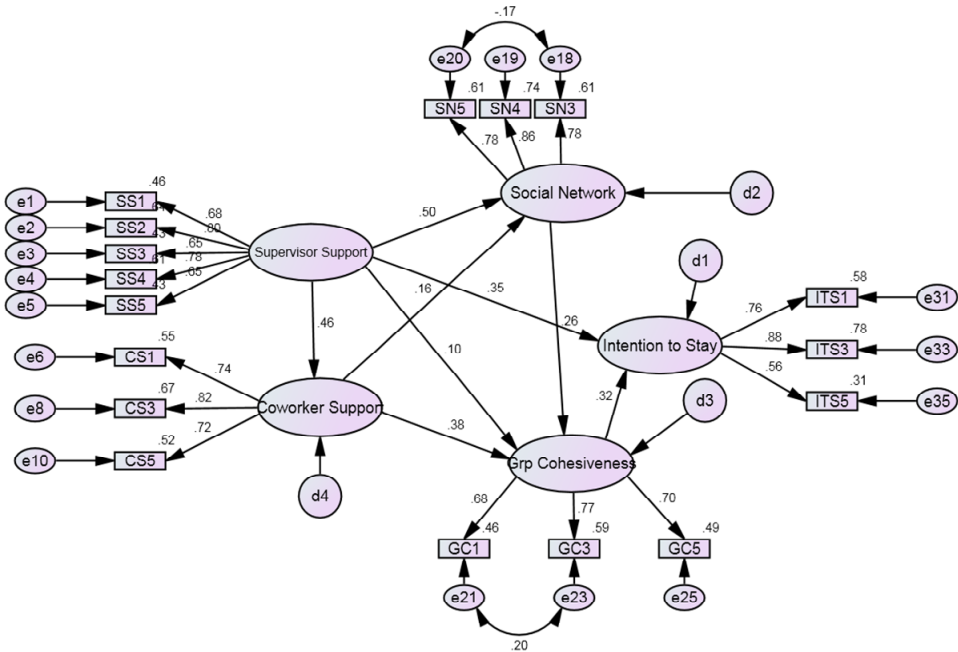 -.17
e20
e19
e18
.61
.74
.61
SN5
SN4
SN3
.78
.86
.78
Social Network
d2
.46
e1
SS1
.68
e2
SS2
.80
e3
SS3
.65
.78
e4
SS4
.65
e5
SS5
.43
Supervisor Support
.50
.16
.35
.46
.10
.26
d1
.58
ITS1
e31
.76
Intention to Stay
.88
.78
ITS3
e33
.56
.31
ITS5
e35
.55
e6
CS1
.74
.67
e8
CS3
.82
.72
.52
e10
CS5
Coworker Support
.38
.32
d3
d4
Grp Cohesiveness
.68
.77
.70
.46
.59
.49
GC1
GC3
GC5
e21
e23
e25
.20